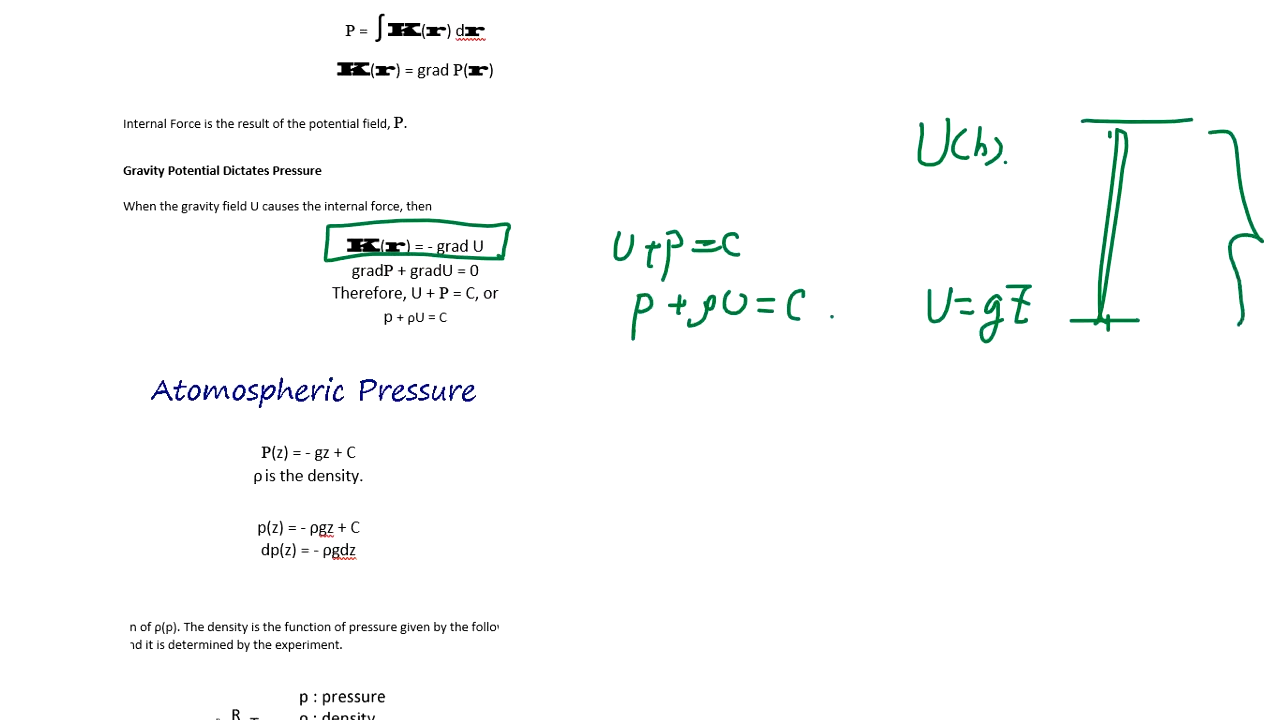 P = ∫ K(r) dr
K(r) = grad P(r)
Internal Force is the result of the potential field, P.
Gravity Potential Dictates Pressure
When the gravity field U causes the internal force, then
K(r) = - grad U
gradP + gradU = 0
Therefore, U + P = C, or
p + ρU = C
U(h).
U + P = C
p + ρU = C .
U = gZ
Atomospheric Pressure
P(z) = - gz + C
ρ is the density.
p(z) = - ρgz + C
dp(z) = - ρgdz
n of ρ(p). The density is the function of pressure given by the follo
nd it is determined by the experiment.
p : pressure
R
ρ : density